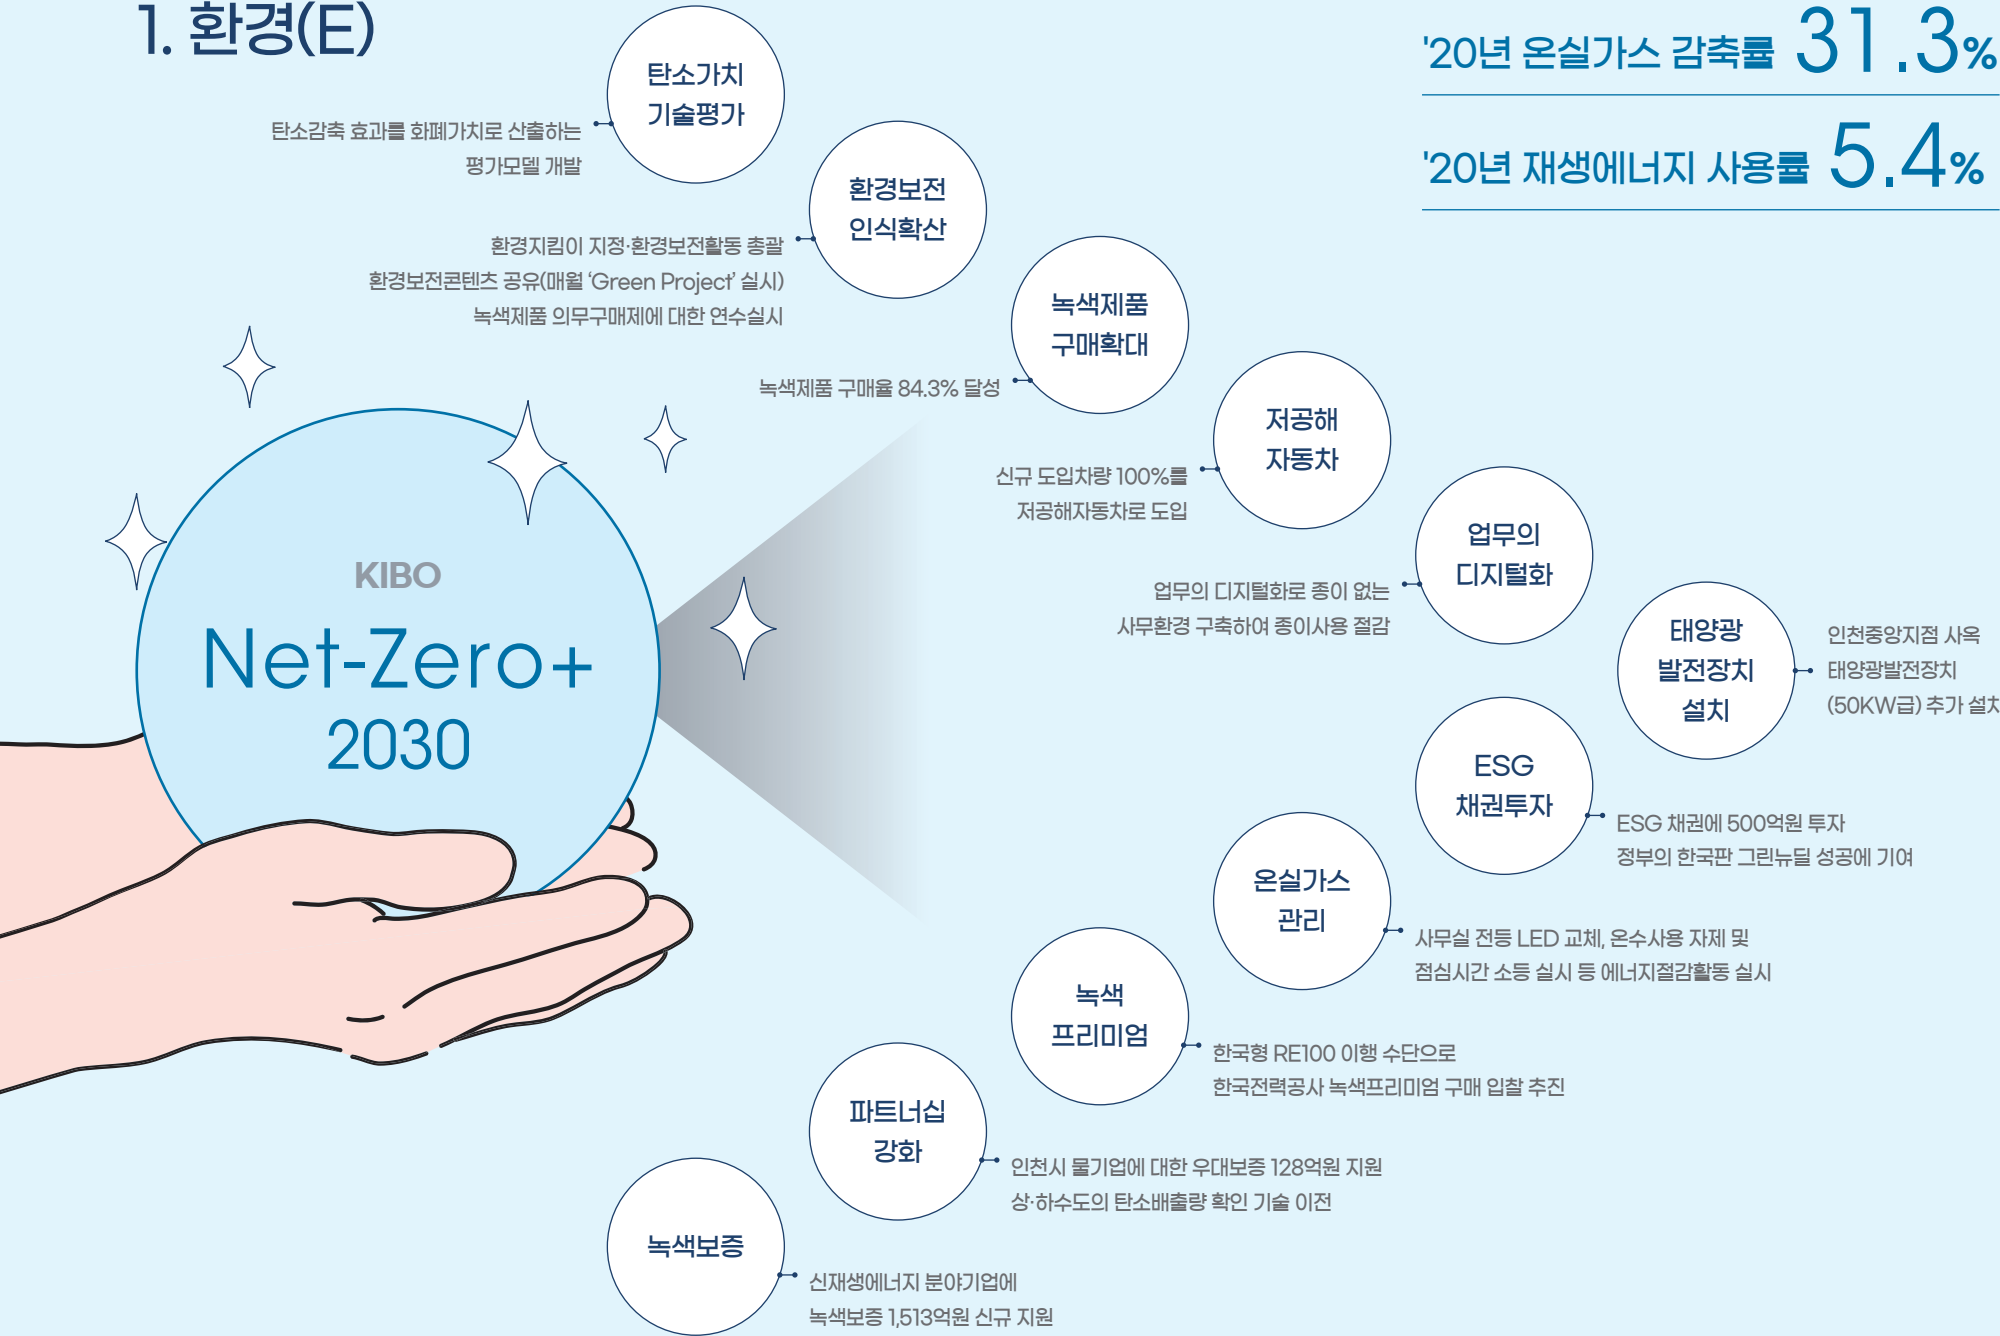 1. 환경(E)
'20년 온실가스 감축률 31.3%
'20년 재생에너지 사용률 5.4%
탄소가치
기술평가
탄소감축 효과를 화폐가치로 산출하는
평가모델 개발
환경보전
인식확산
환경지킴이 지정·환경보전활동 총괄
환경보전콘텐츠 공유(매월 ‘Green Project’ 실시)
녹색제품 의무구매제에 대한 연수실시
녹색제품
구매확대
녹색제품 구매율 84.3% 달성
저공해
자동차
신규 도입차량 100%를
저공해자동차로 도입
업무의
디지털화
업무의 디지털화로 종이 없는
사무환경 구축하여 종이사용 절감
태양광
발전장치
설치
인천중앙지점 사옥
태양광발전장치
(50KW급) 추가 설치
KIBO
Net-Zero+
2030
ESG
채권투자
ESG 채권에 500억원 투자
정부의 한국판 그린뉴딜 성공에 기여
온실가스
관리
사무실 전등 LED 교체, 온수사용 자제 및
점심시간 소등 실시 등 에너지절감활동 실시
녹색
프리미엄
한국형 RE100 이행 수단으로
한국전력공사 녹색프리미엄 구매 입찰 추진
파트너십
강화
인천시 물기업에 대한 우대보증 128억원 지원
상·하수도의 탄소배출량 확인 기술 이전
녹색보증
신재생에너지 분야기업에
녹색보증 1,513억원 신규 지원